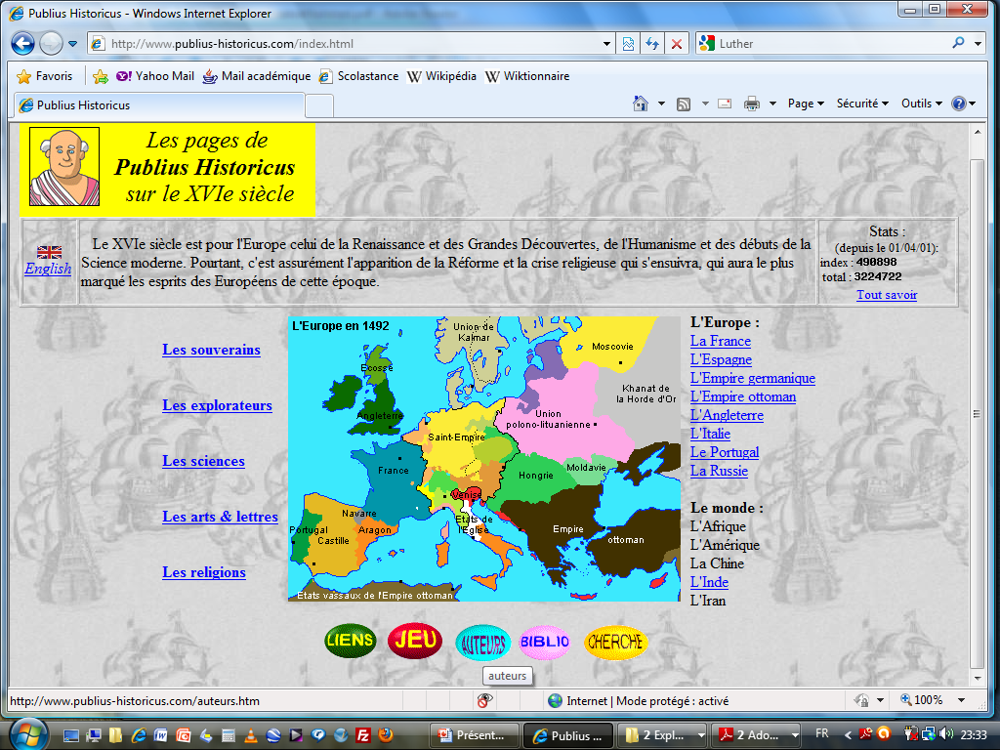 Publius Historicus - Windows Internet Explorer
http://www.publius-historicus.com/index.html
Luther
Favoris
Yahoo Mail
Mail académique
Scolastance
Wikipédia
Wiktionnaire
Publius Historicus
Page
Sécurité
Outils
Les pages de
Publius Historicus
sur le XVIe siècle
English
Le XVIe siècle est pour l'Europe celui de la Renaissance et des Grandes Découvertes, de l'Humanisme et des débuts de la
Science moderne. Pourtant, c'est assurément l'apparition de la Réforme et la crise religieuse qui s'ensuivra, qui aura le plus
marqué les esprits des Européens de cette époque.
Stats :
(depuis le 01/04/01):
index : 490898
total : 3224722
Tout savoir
Les souverains
Les explorateurs
Les sciences
Les arts & lettres
Les religions
L'Europe en 1492
Union de
Kalmar
Moscovie
Ecosse
Khanat de
la Horde d'Or
Angleterre
Union
polono-lituanienne
Saint-Empire
France
Hongrie
Moldavie
Venise
Navarre
Etats de
l'Eglise
Portugal
Castille
Aragon
Empire
ottoman
Etats vassaux de l'Empire ottoman
L'Europe :
La France
L'Espagne
L'Empire germanique
L'Empire ottoman
L'Angleterre
L'Italie
Le Portugal
La Russie
Le monde :
L'Afrique
L'Amérique
La Chine
L'Inde
L'Iran
LIENS
JEU
AUTEURS
BIBLIO
CHERCHE
auteurs
http://www.publius-historicus.com/auteurs.htm
Internet | Mode protégé : activé
100%
Présent...
Publius ...
2 Expl...
2 Ado...
FR
23:33